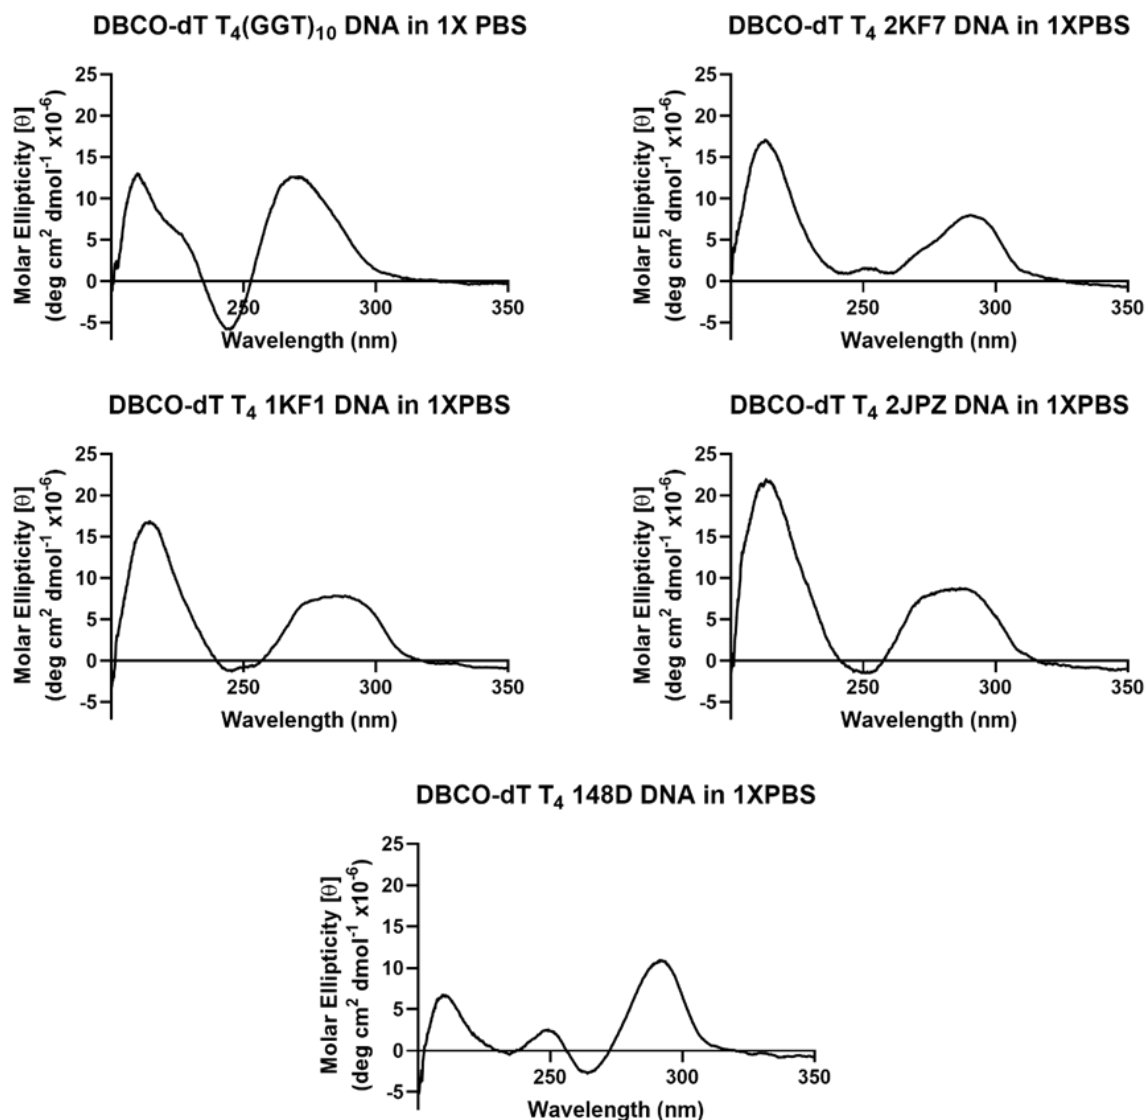 DBCO-dT T₄(GGT)₁₀ DNA in 1X PBS
Molar Ellipticity [θ]
(deg cm² dmol⁻¹ x10⁻⁶)
25
20
15
10
5
0
-5
250
300
350
Wavelength (nm)
DBCO-dT T₄ 2KF7 DNA in 1XPBS
Molar Ellipticity [θ]
(deg cm² dmol⁻¹ x10⁻⁶)
25
20
15
10
5
0
-5
250
300
350
Wavelength (nm)
DBCO-dT T₄ 1KF1 DNA in 1XPBS
Molar Ellipticity [θ]
(deg cm² dmol⁻¹ x10⁻⁶)
25
20
15
10
5
0
-5
250
300
350
Wavelength (nm)
DBCO-dT T₄ 2JPZ DNA in 1XPBS
Molar Ellipticity [θ]
(deg cm² dmol⁻¹ x10⁻⁶)
25
20
15
10
5
0
-5
250
300
350
Wavelength (nm)
DBCO-dT T₄ 148D DNA in 1XPBS
Molar Ellipticity [θ]
(deg cm² dmol⁻¹ x10⁻⁶)
25
20
15
10
5
0
-5
250
300
350
Wavelength (nm)